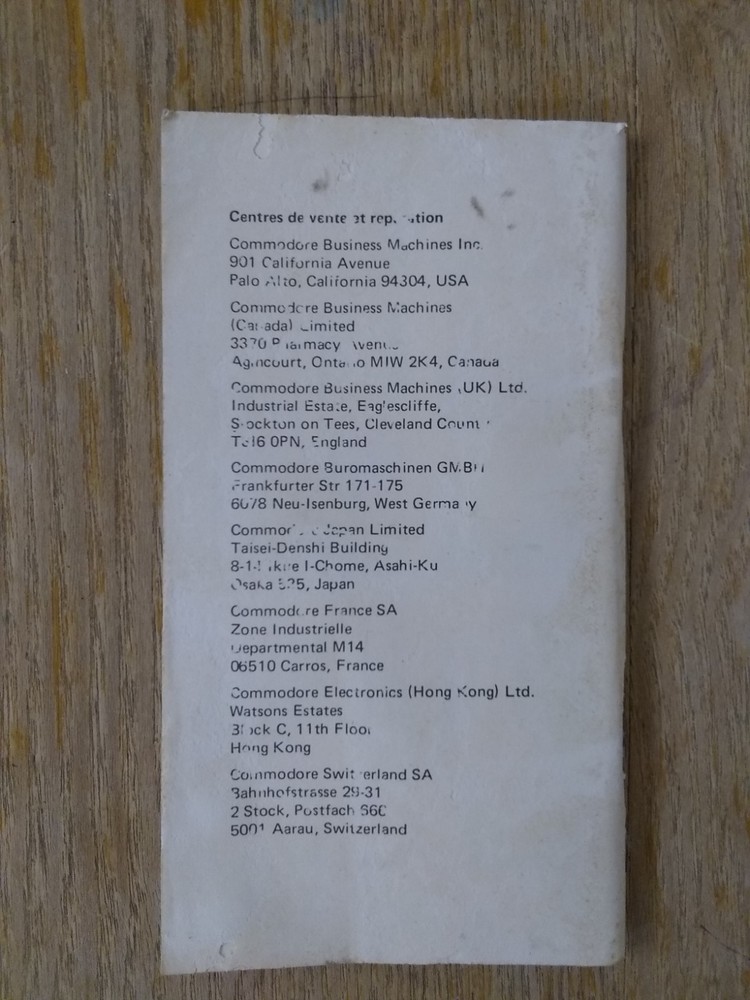 Centres de vente et
Commodore Business Machines Inc.
901 California Avenue
Palo Alto, California 94304, USA
Commodore Business Machines
(Canada) Limited
3370 Pharmacy Avenue
Agincourt, Ontario MIW 2K4, Canada
Commodore Business Machines (UK) Ltd.
Industrial Estate, Eaglescliffe,
Stockton on Tees, Cleveland County
England
Commodore Buromaschinen GMBH
Frankfurter Str 171-175
6078 Neu-Isenburg, West Germany
Commodore Japan Limited
Taisei-Denshi Building
I-Chome, Asahi-Ku
Osaka 535, Japan
Commodore France SA
Zone Industrielle
Departmental M14
06510 Carros, France
Commodore Electronics (Hong Kong) Ltd.
Watsons Estates
Block C, 11th Floor
Hong Kong
Commodore Switzerland SA
Bahnhofstrasse 29-31
2 Stock, Postfach
5001 Aarau, Switzerland